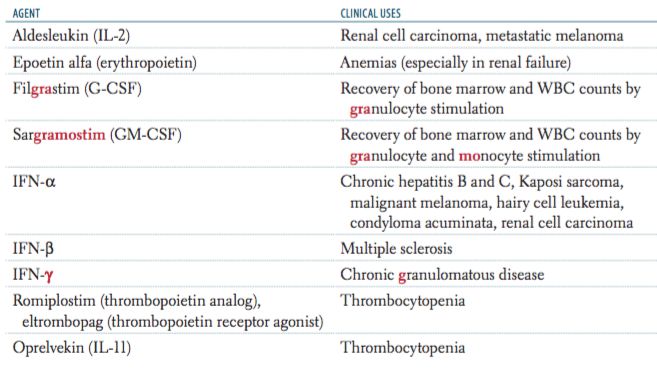 AGENT CLINICAL USES
Aldesleukin (IL-2) Renal cell carcinoma, metastatic melanoma
Epoetin alfa (erythropoietin) Anemias (especially in renal failure)
Filgrastim (G-CSF) Recovery of bone marrow and WBC counts by
granulocyte stimulation
Sargramostim (GM-CSF) Recovery of bone marrow and WBC counts by
granulocyte and monocyte stimulation
IFN-α Chronic hepatitis B and C, Kaposi sarcoma,
malignant melanoma, hairy cell leukemia,
condyloma acuminata, renal cell carcinoma
IFN-β Multiple sclerosis
IFN-γ Chronic granulomatous disease
Romiplostim (thrombopoietin analog), Thrombocytopenia
eltrombopag (thrombopoietin receptor agonist)
Oprelvekin (IL-11) Thrombocytopenia